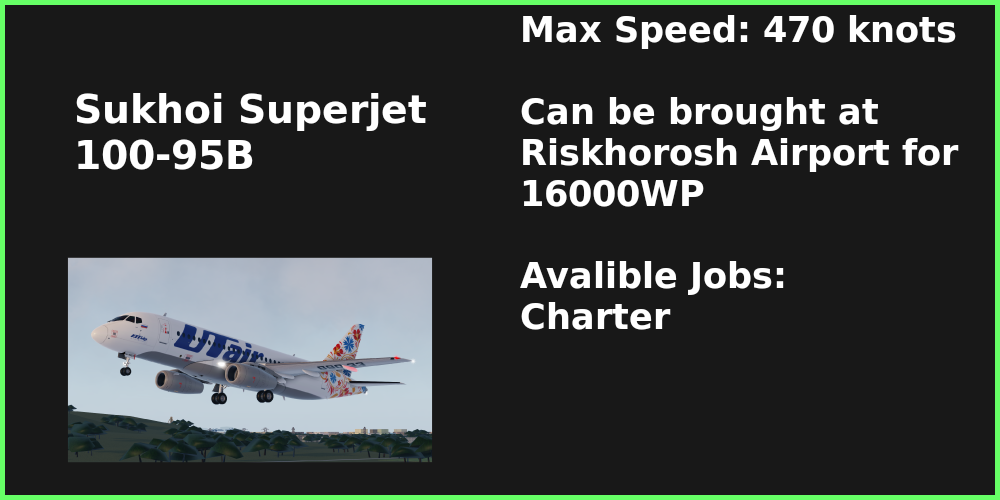 Max Speed: 470 knots
Sukhoi Superjet
100-95B
Can be brought at
Riskhorosh Airport for
16000WP
Avalible Jobs:
Charter
UTair